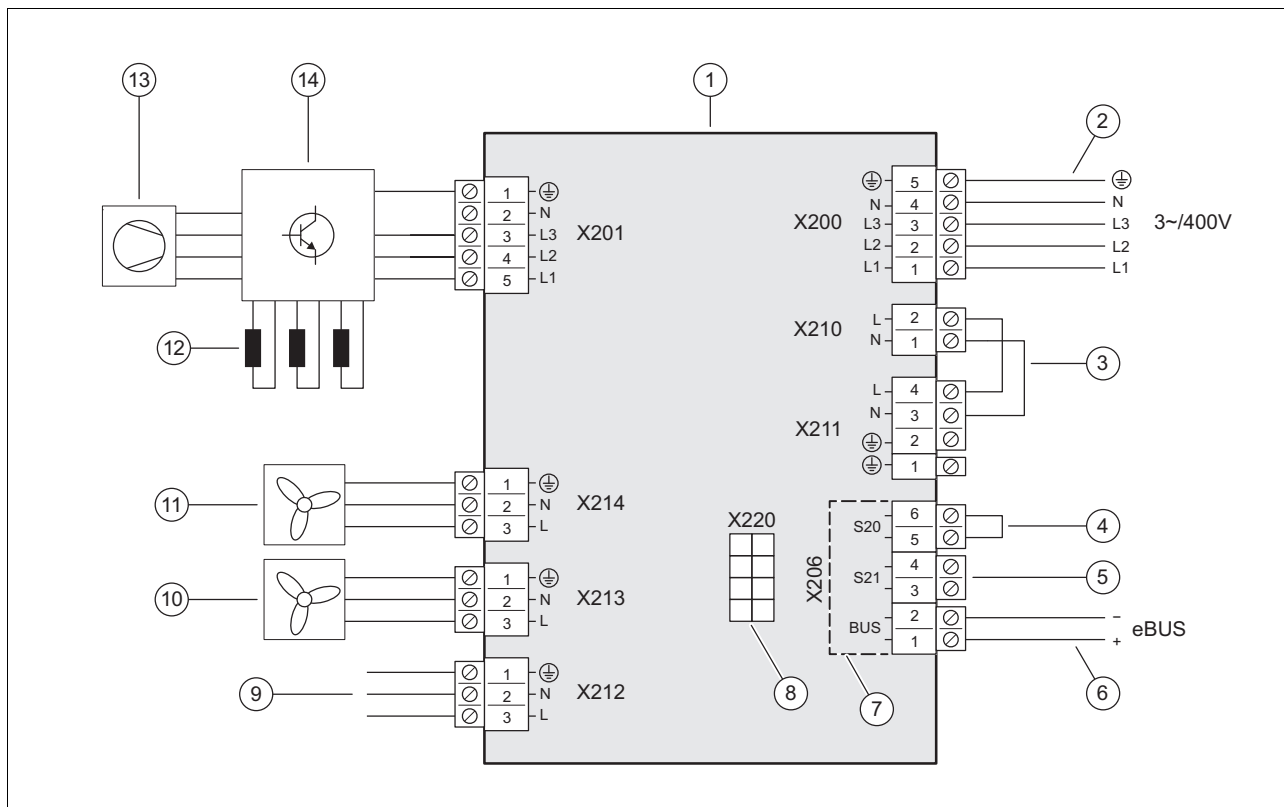 13
14
1
2
1
2 N
3 L3
4 L2
5 L1
X201
X200
5
N 4 N
L3 3 L3
L2 2 L2
L1 1 L1
3~/400V
X210
L 2
N 1
3
12
X211
L 4
N 3
2
1
11
1
2 N
3 L
X214
X220
X206
S20
6
5
4
S21
4
3
5
10
1
2 N
3 L
X213
BUS
2 –
1 +
eBUS
9
1
2 N
3 L
X212
8
7
6